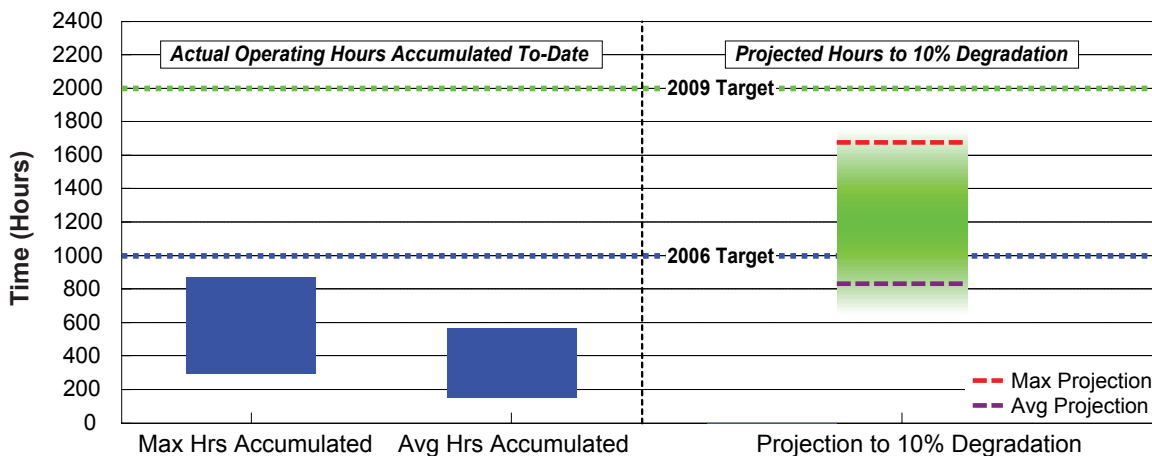 2400
2200
2000
1800
1600
1400
1200
1000
800
600
400
200
0
Time (Hours)
Actual Operating Hours Accumulated To-Date
Projected Hours to 10% Degradation
2009 Target
2006 Target
Max Projection
Avg Projection
Max Hrs Accumulated
Avg Hrs Accumulated
Projection to 10% Degradation